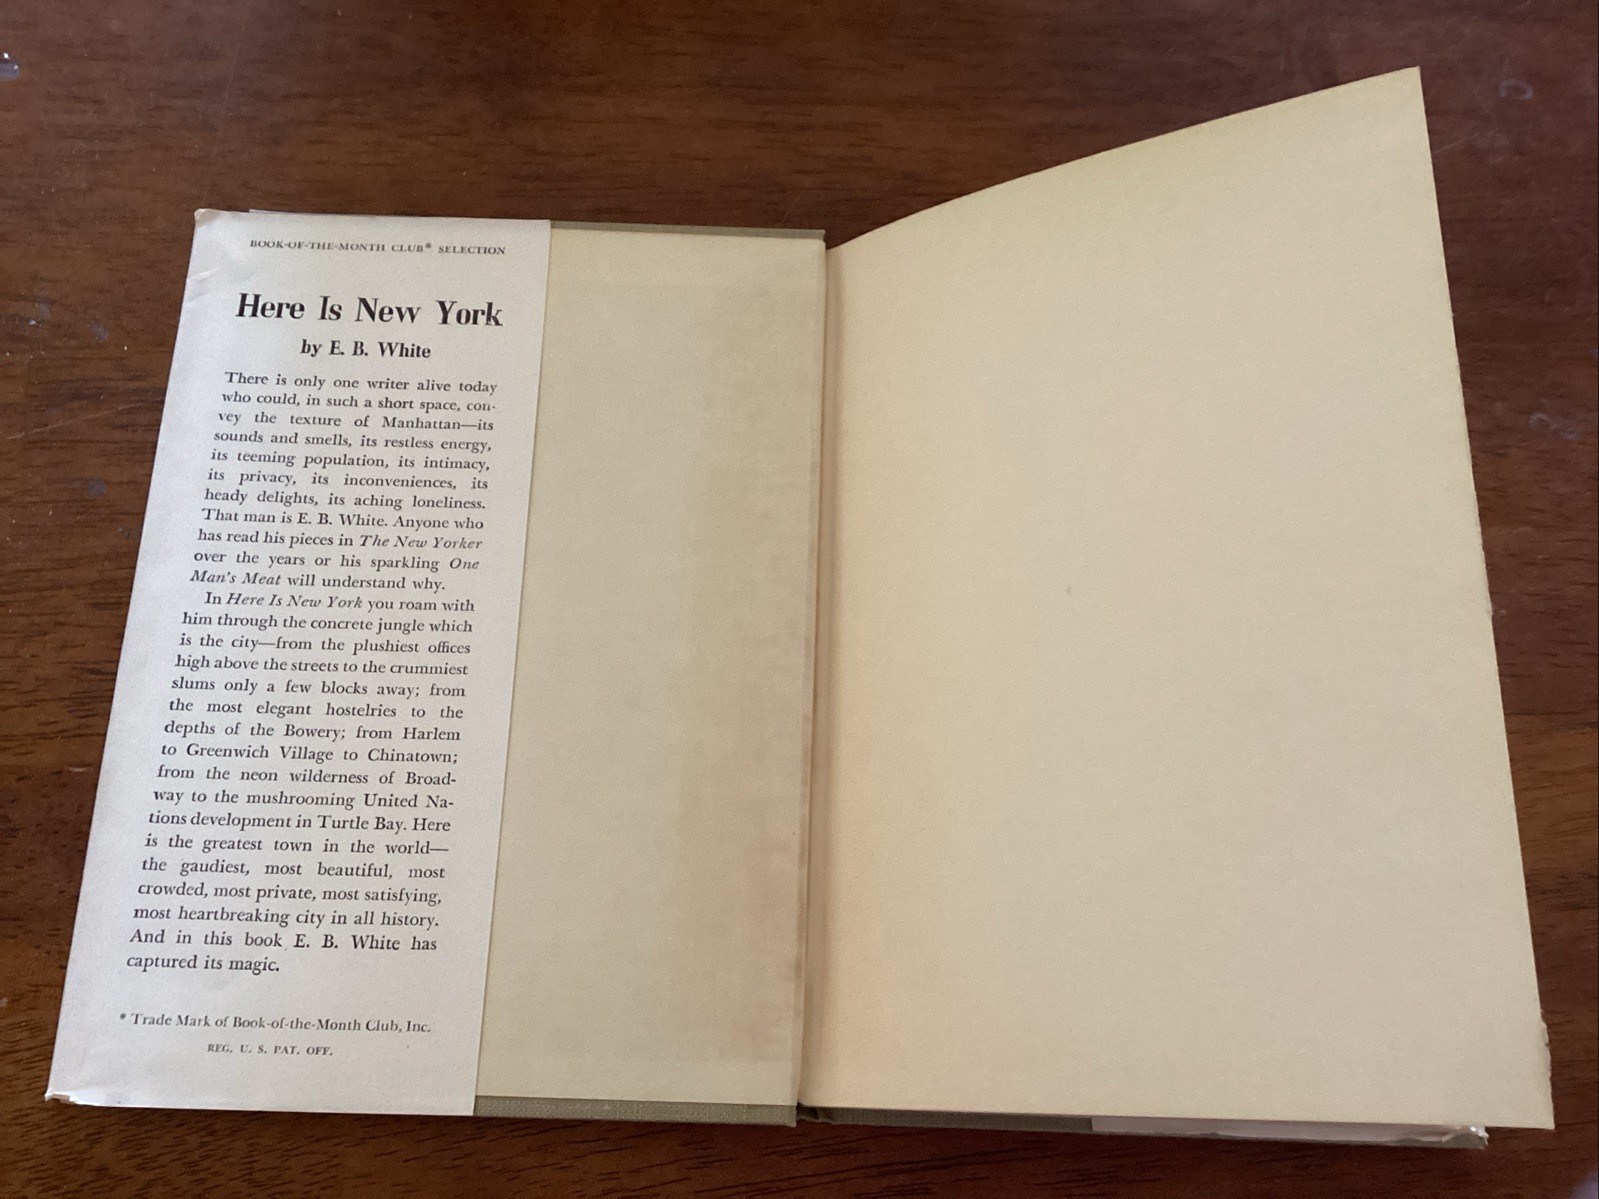 BOOK-OF-THE-MONTH CLUB* SELECTION
Here Is New York
by E. B. White
There is only one writer alive today
who could, in such a short space, con-
vey the texture of Manhattan—its
sounds and smells, its restless energy,
its teeming population, its intimacy,
its privacy, its inconveniences, its
heady delights, its aching loneliness.
That man is E. B. White. Anyone who
has read his pieces in The New Yorker
over the years or his sparkling One
Man's Meat will understand why.
In Here Is New York you roam with
him through the concrete jungle which
is the city—from the plushiest offices
high above the streets to the crummiest
slums only a few blocks away; from
the most elegant hostelries to the
depths of the Bowery; from Harlem
to Greenwich Village to Chinatown;
from the neon wilderness of Broad-
way to the mushrooming United Na-
tions development in Turtle Bay. Here
is the greatest town in the world—
the gaudiest, most beautiful, most
crowded, most private, most satisfying,
most heartbreaking city in all history.
And in this book E. B. White has
captured its magic.
* Trade Mark of Book-of-the-Month Club, Inc.
REG. U. S. PAT. OFF.